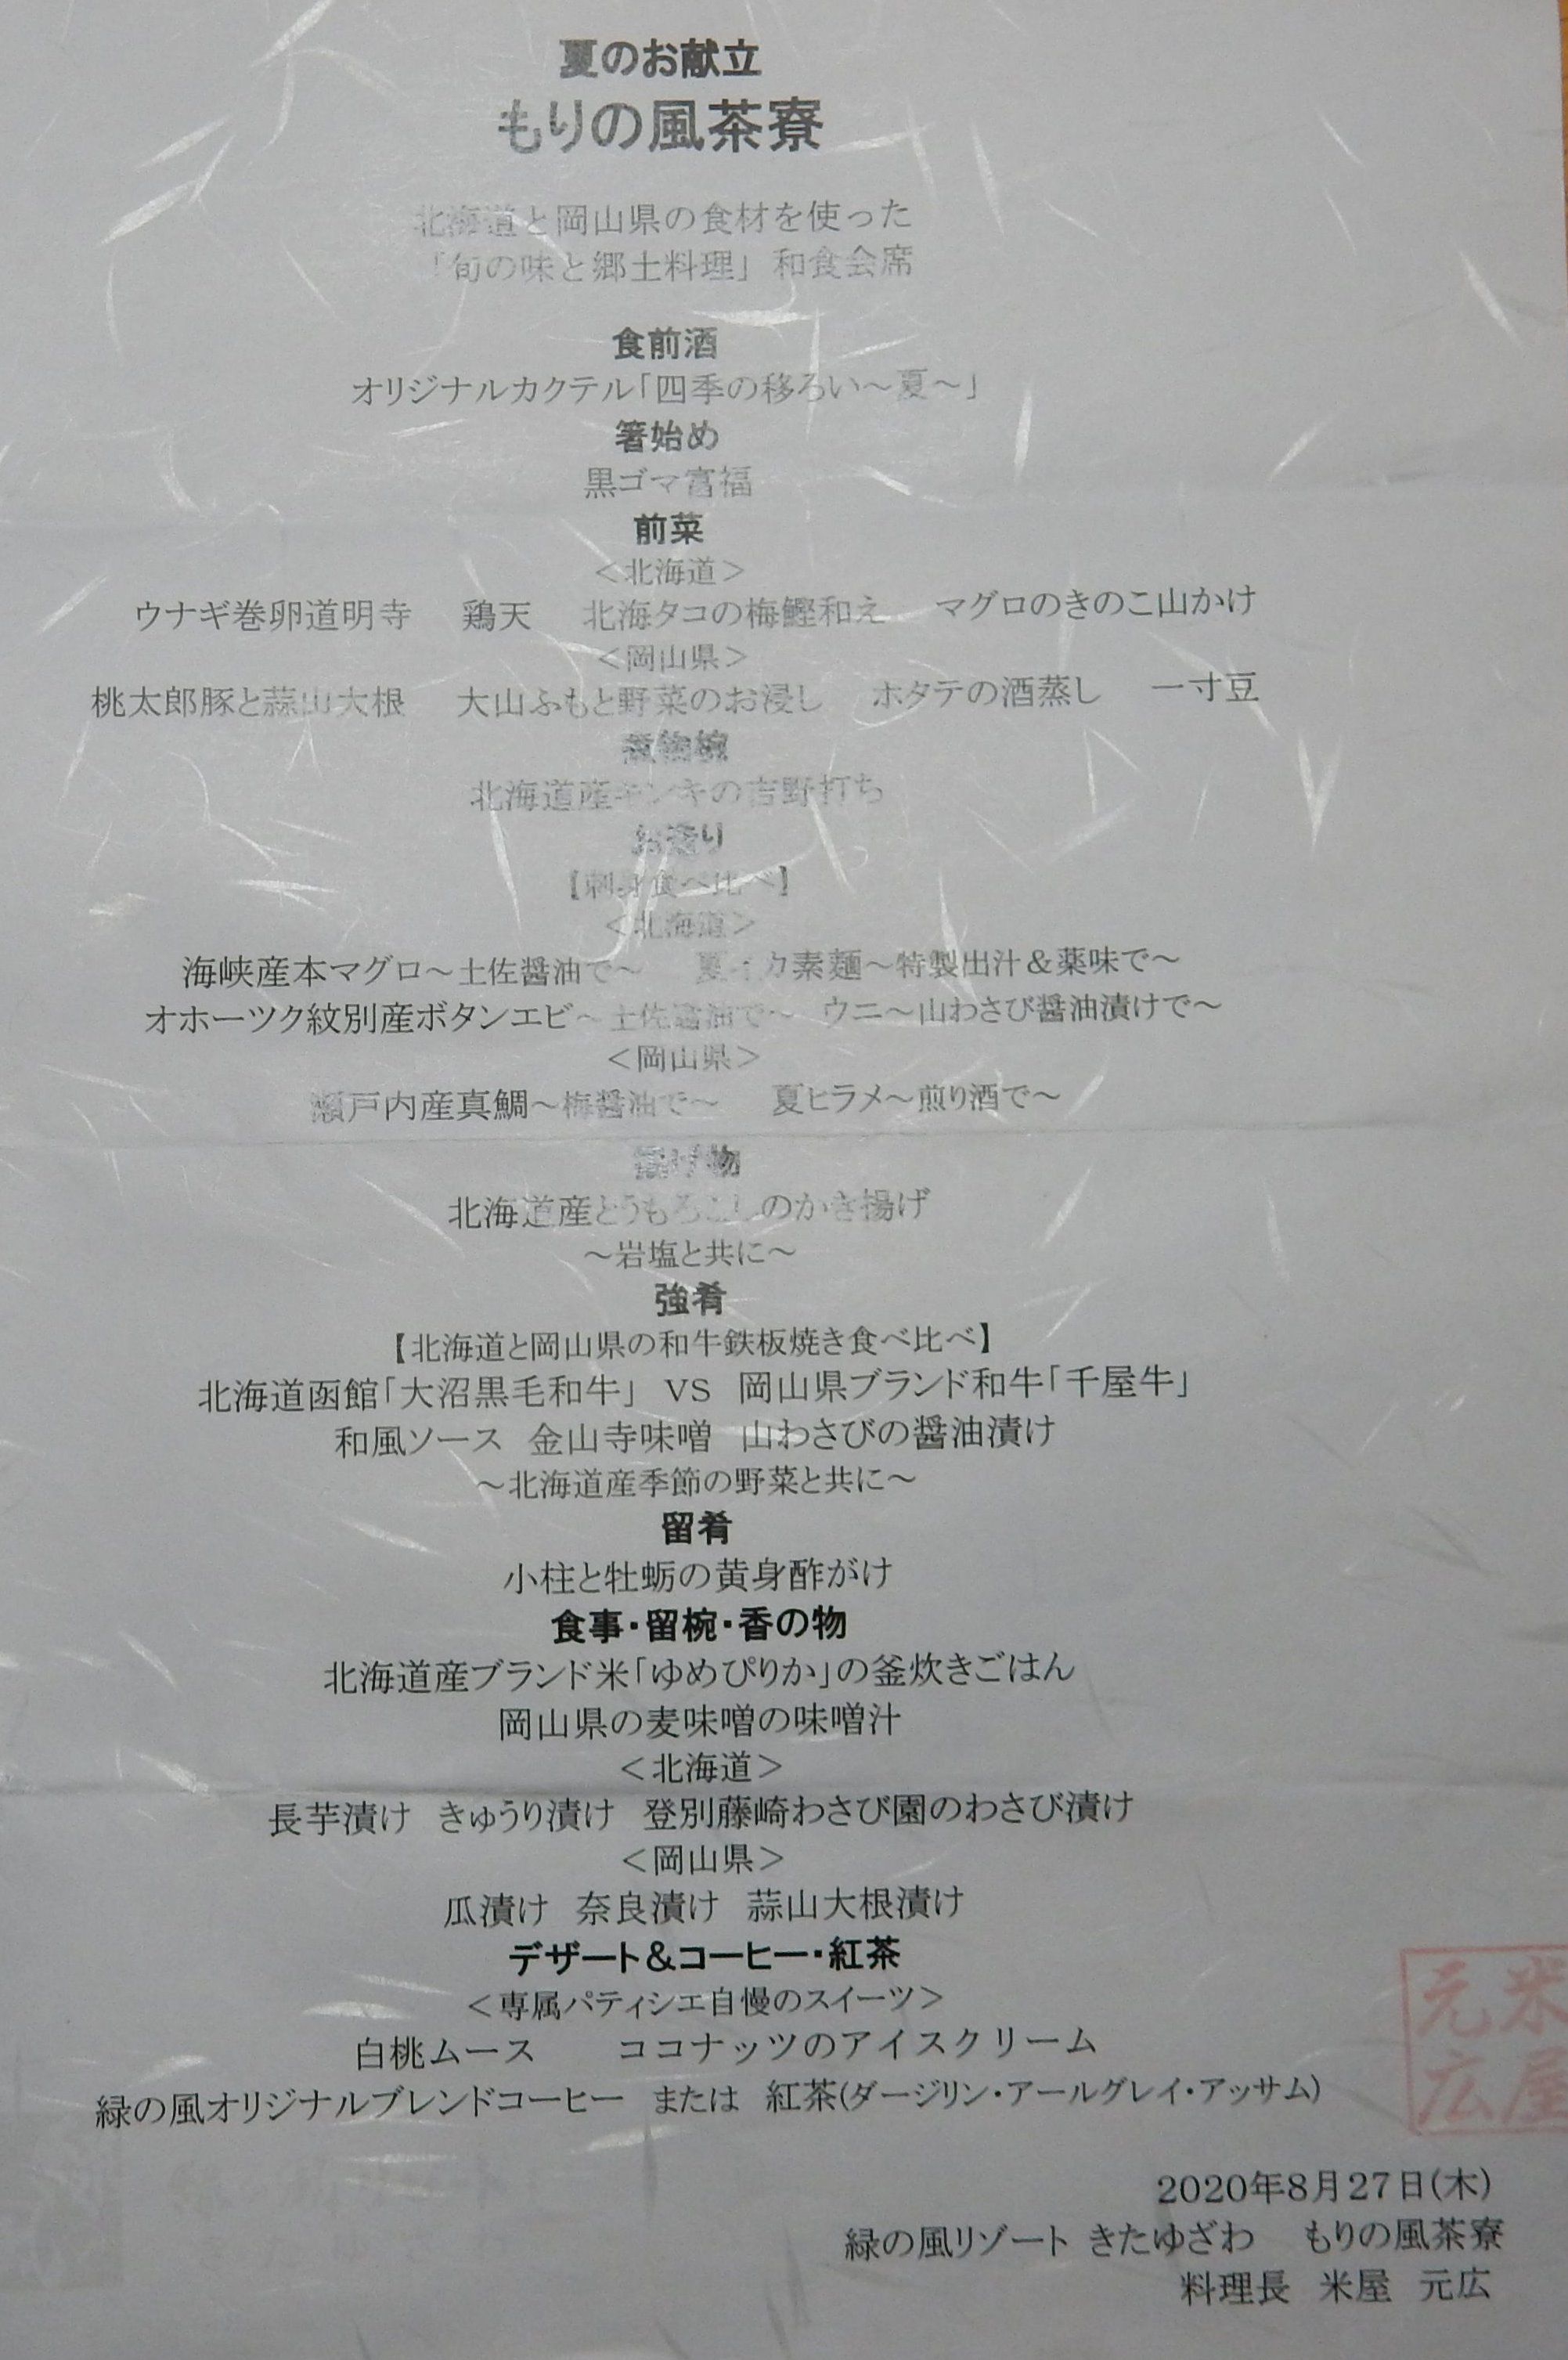 夏のお献立
もりの風茶寮
北海道と岡山県の食材を使った
「旬の味と郷土料理」 和食会席
食前酒
オリジナルカクテル「四季の移ろい～夏～」
箸始め
黒ゴマ富福
前菜
＜北海道＞
ウナギ巻卵道明寺 鶏天 北海タコの梅鰹和え マグロのきのこ山かけ
＜岡山県＞
桃太郎豚と蒜山大根 大山ふもと野菜のお浸し ホタテの酒蒸し 一寸豆
煮物椀
北海道産キンキの吉野打ち
お造り
【刺身食べ比べ】
＜北海道＞
海峡産本マグロ～土佐醤油で～ 夏イカ素麺～特製出汁＆薬味で～
オホーツク紋別産ボタンエビ～土佐醤油で～ ウニ～山わさび醤油漬けで～
＜岡山県＞
瀬戸内産真鯛～梅醤油で～ 夏ヒラメ～煎り酒で～
揚げ物
北海道産とうもろこしのかき揚げ
～岩塩と共に～
強肴
【北海道と岡山県の和牛鉄板焼き食べ比べ】
北海道函館「大沼黒毛和牛」 VS 岡山県ブランド和牛「千屋牛」
和風ソース 金山寺味噌 山わさびの醤油漬け
～北海道産季節の野菜と共に～
留肴
小柱と牡蛎の黄身酢がけ
食事・留椀・香の物
北海道産ブランド米「ゆめぴりか」の釜炊きごはん
岡山県の麦味噌の味噌汁
＜北海道＞
長芋漬け きゅうり漬け 登別藤崎わさび園のわさび漬け
＜岡山県＞
瓜漬け 奈良漬け 蒜山大根漬け
デザート＆コーヒー・紅茶
＜専属パティシエ自慢のスイーツ＞
白桃ムース ココナッツのアイスクリーム
緑の風オリジナルブレンドコーヒー または 紅茶(ダージリン・アールグレイ・アッサム)
米屋
元広
2020年8月27日(木)
緑の風リゾート きたゆざわ もりの風茶寮
料理長 米屋 元広